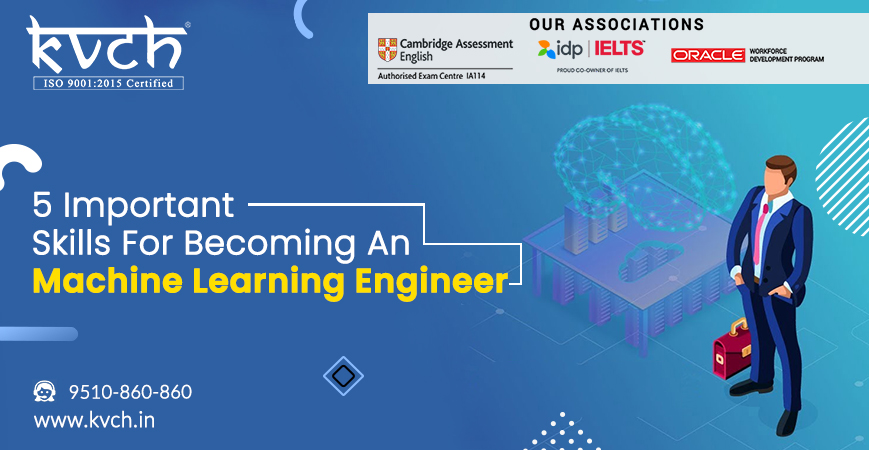 kvch®
ISO 9001:2015 Certified
OUR ASSOCIATIONS
Cambridge Assessment
English
Authorised Exam Centre IA114
idp | IELTS™
PROUD CO-OWNER OF IELTS
ORACLE WORKFORCE
DEVELOPMENT PROGRAM
5 Important
Skills For Becoming An
Machine Learning Engineer
9510-860-860
www.kvch.in